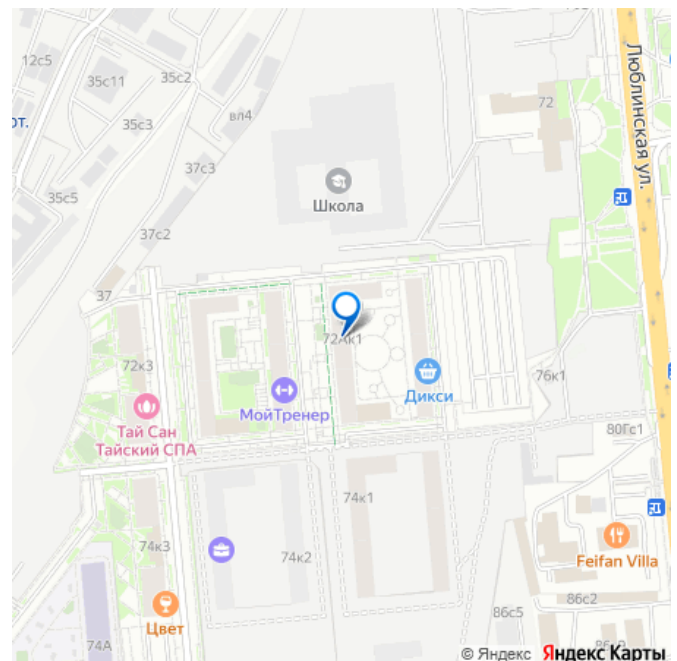 12с5
35с11
35с2
вл4
35с3
от.
37с3
35с5
37с2
37
Школа
72
Люблинская ул.
72к3
72Ак1
76к1
Дикси
МойТренер
Тай Сан
Тайский СПА
80Гс1
74к1
74к2
74к3
Feifan Villa
86с5
86с2
Цвет
74А
© Яндекс Яндекс Карты